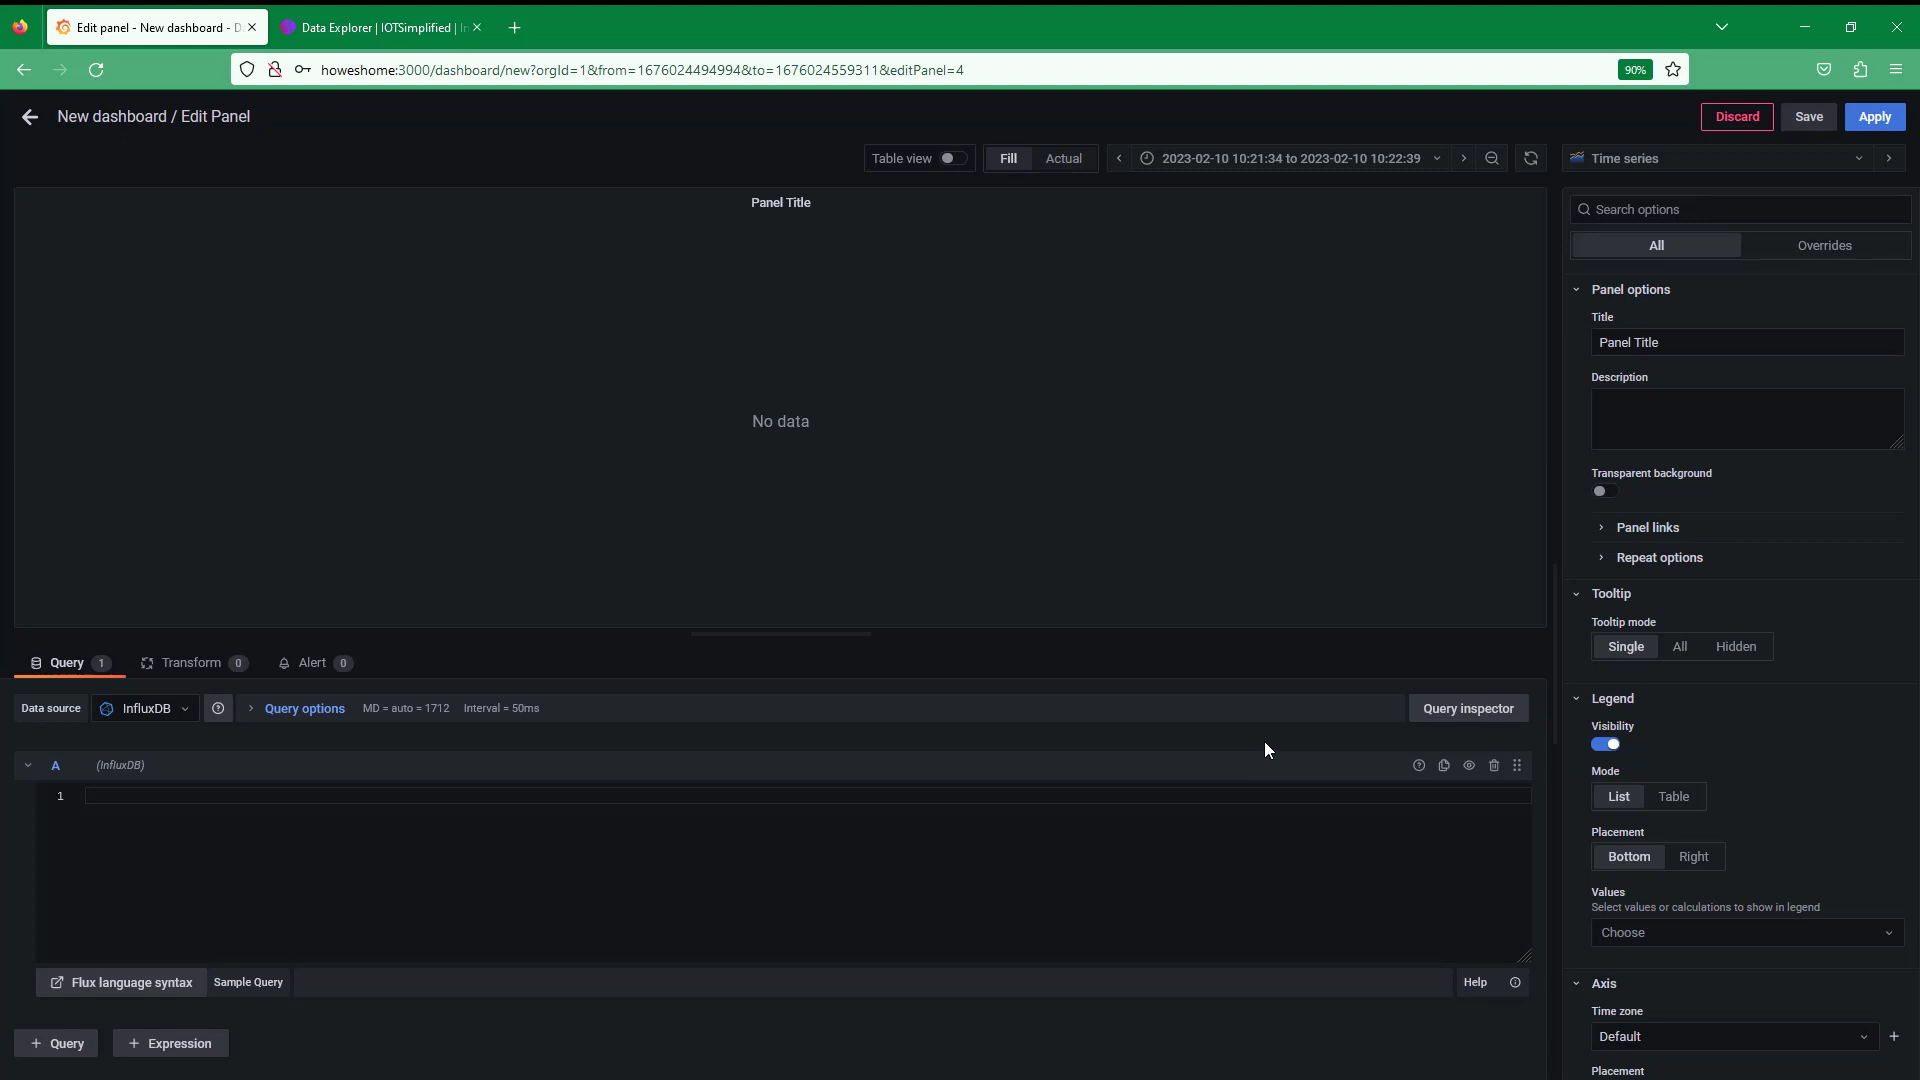 Edit panel - New dashboard - D
Data Explorer | IOTSimplified | In
howeshome:3000/dashboard/new?orgId=1&from=1676024494994&to=1676024559311&editPanel=4
90%
New dashboard / Edit Panel
Discard
Save
Apply
Table view
Fill
Actual
2023-02-10 10:21:34 to 2023-02-10 10:22:39
Time series
Panel Title
No data
Search options
All
Overrides
Panel options
Title
Panel Title
Description
Transparent background
Panel links
Repeat options
Tooltip
Tooltip mode
Single
All
Hidden
Legend
Visibility
Mode
List
Table
Placement
Bottom
Right
Values
Select values or calculations to show in legend
Choose
Axis
Time zone
Default
Placement
Query 1
Transform 0
Alert 0
Data source
InfluxDB
Query options
MD = auto = 1712
Interval = 50ms
Query inspector
A
(InfluxDB)
1
Flux language syntax
Sample Query
Help
+ Query
+ Expression